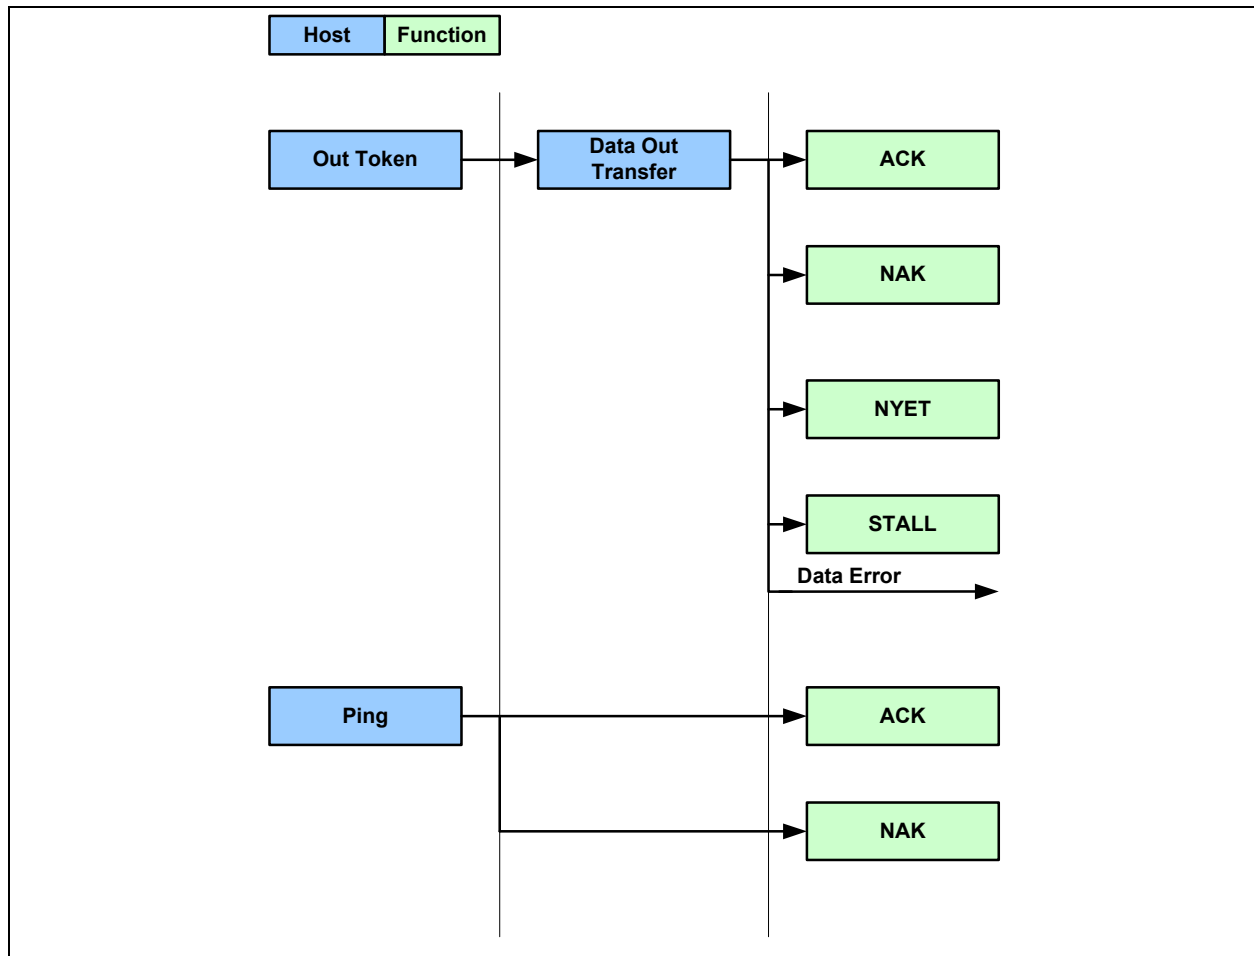 Host Function
Out Token
Data Out
Transfer
ACK
NAK
NYET
STALL
Data Error
Ping
ACK
NAK